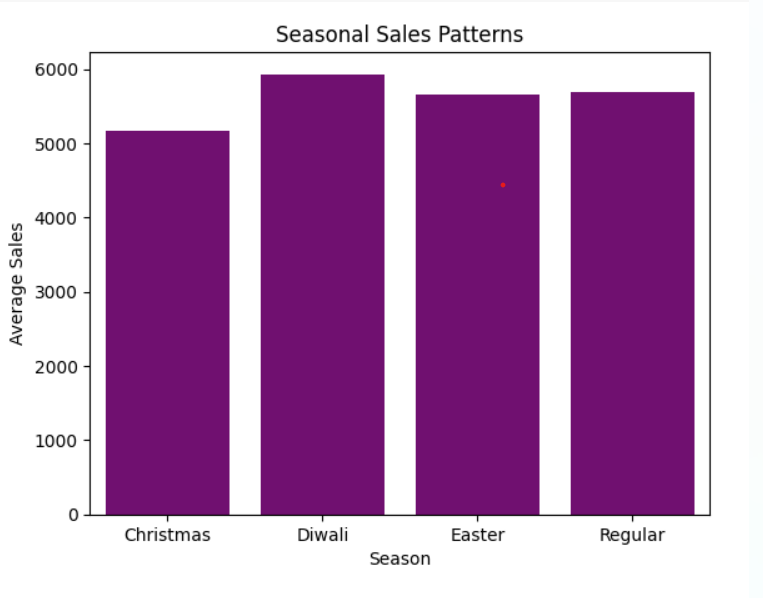 Seasonal Sales Patterns
6000
5000
4000
3000
2000
1000
0
Average Sales
Christmas Diwali Easter Regular
Season